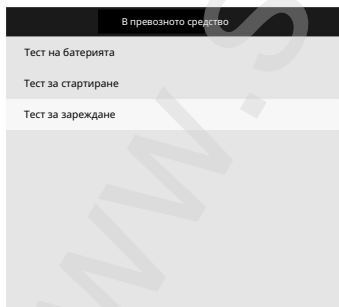 В превозното средство
Тест на батерията
Тест за стартиране
Тест за зареждане